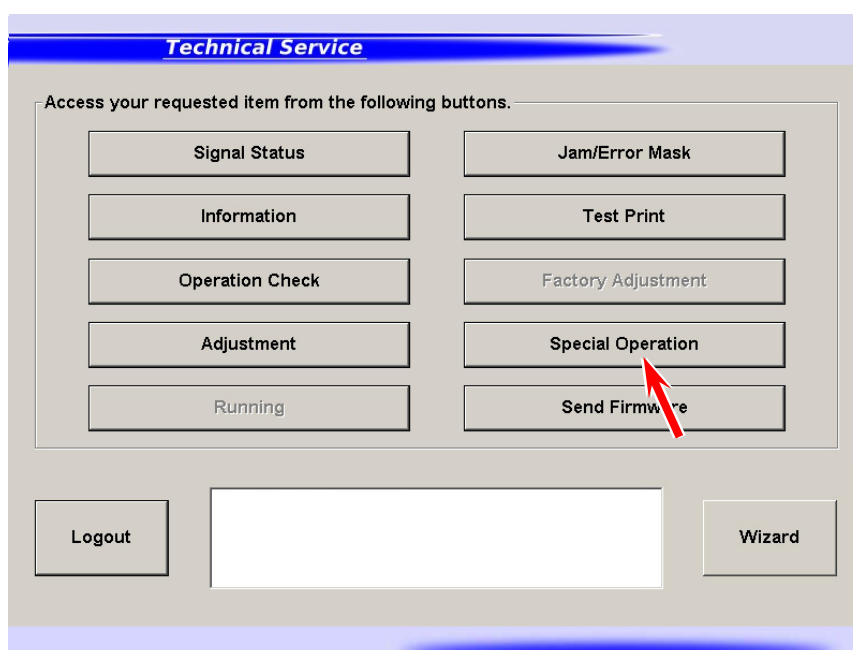 Technical Service
Access your requested item from the following buttons.
Signal Status
Jam/Error Mask
Information
Test Print
Operation Check
Factory Adjustment
Adjustment
Special Operation
Running
Send Firmware
Logout
Wizard